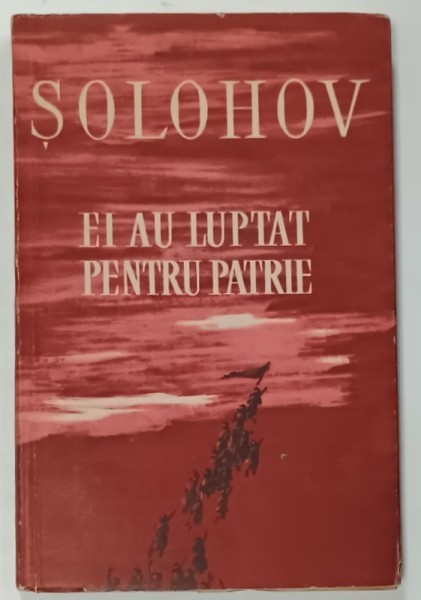 ȘOLOHOV
EI AU LUPTAT
PENTRU PATRIE